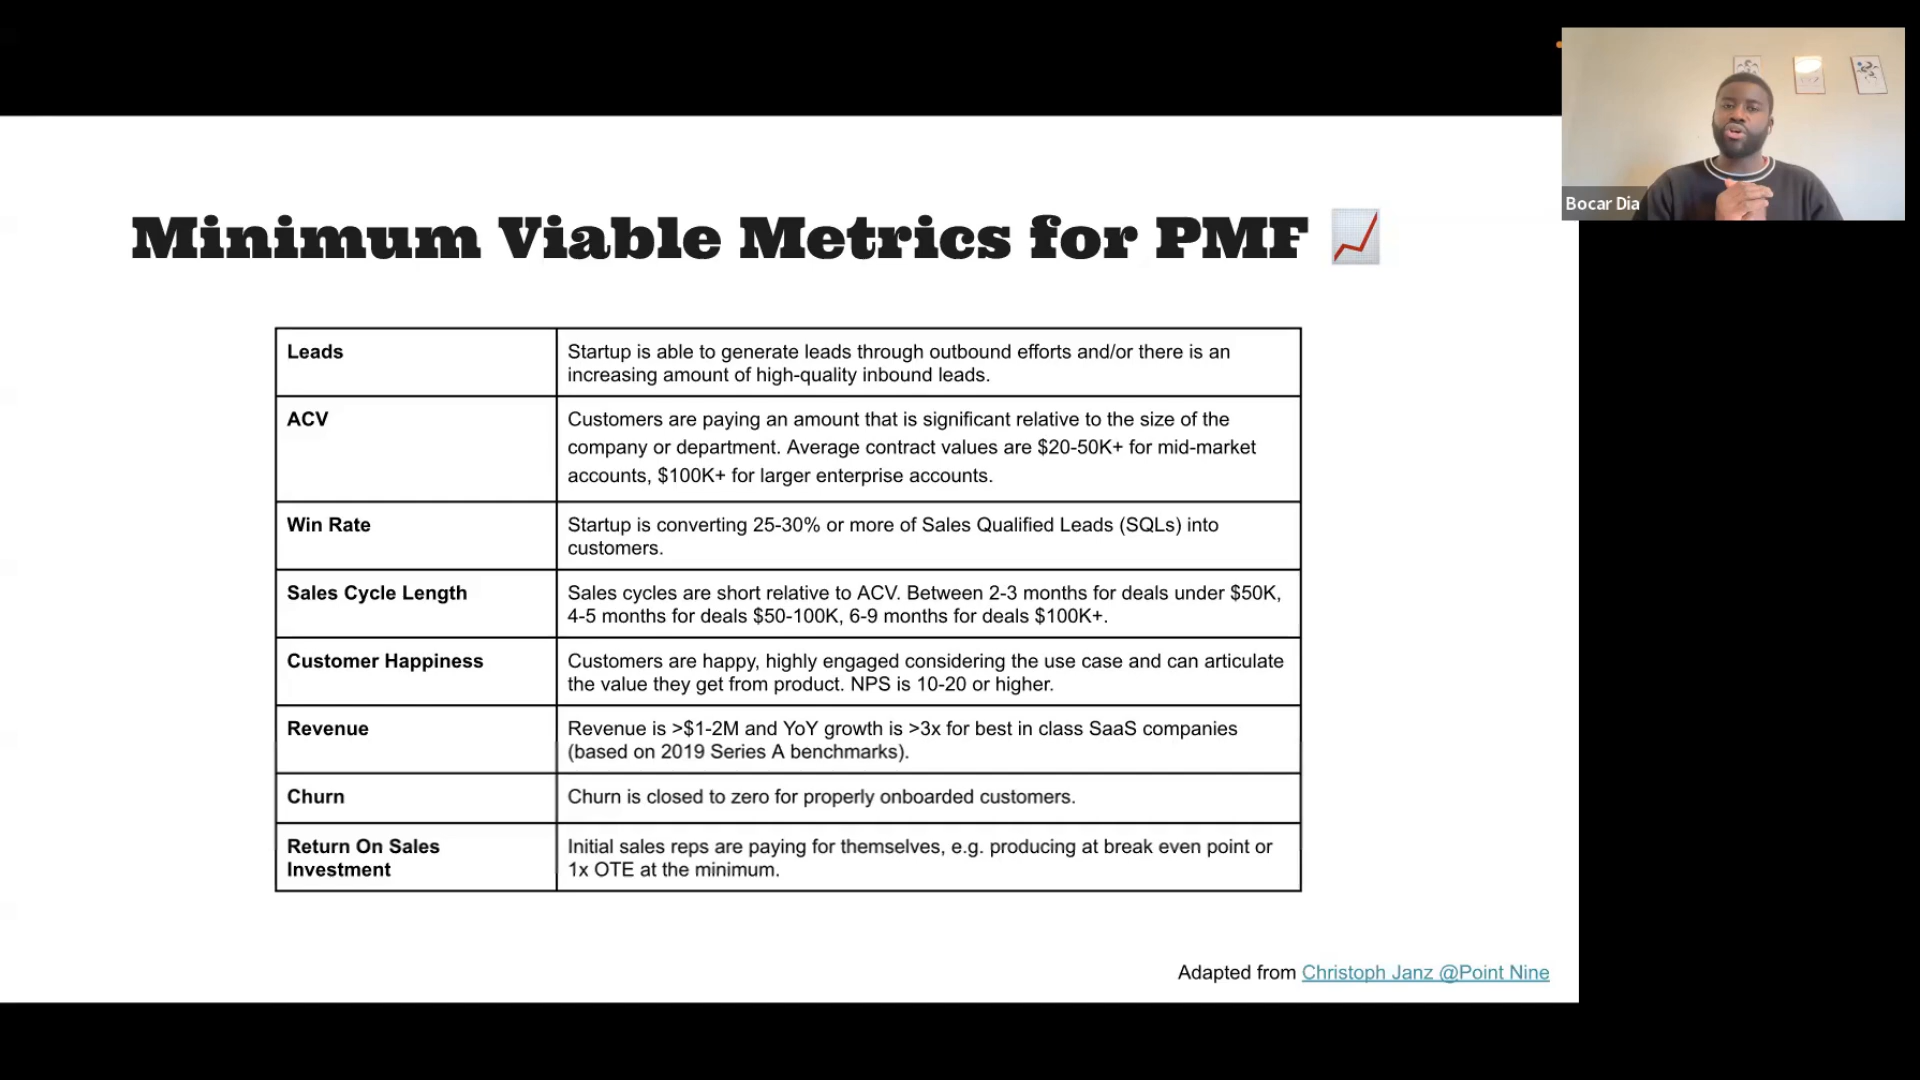 Bocar Dia
Minimum Viable Metrics for PMF
Leads
Startup is able to generate leads through outbound efforts and/or there is an
increasing amount of high-quality inbound leads.
ACV
Customers are paying an amount that is significant relative to the size of the
company or department. Average contract values are $20-50K+ for mid-market
accounts, $100K+ for larger enterprise accounts.
Win Rate
Startup is converting 25-30% or more of Sales Qualified Leads (SQLs) into
customers.
Sales Cycle Length
Sales cycles are short relative to ACV. Between 2-3 months for deals under $50K,
4-5 months for deals $50-100K, 6-9 months for deals $100K+.
Customer Happiness
Customers are happy, highly engaged considering the use case and can articulate
the value they get from product. NPS is 10-20 or higher.
Revenue
Revenue is >$1-2M and YoY growth is >3x for best in class SaaS companies
(based on 2019 Series A benchmarks).
Churn
Churn is closed to zero for properly onboarded customers.
Return On Sales
Investment
Initial sales reps are paying for themselves, e.g. producing at break even point or
1x OTE at the minimum.
Adapted from Christoph Janz @Point Nine